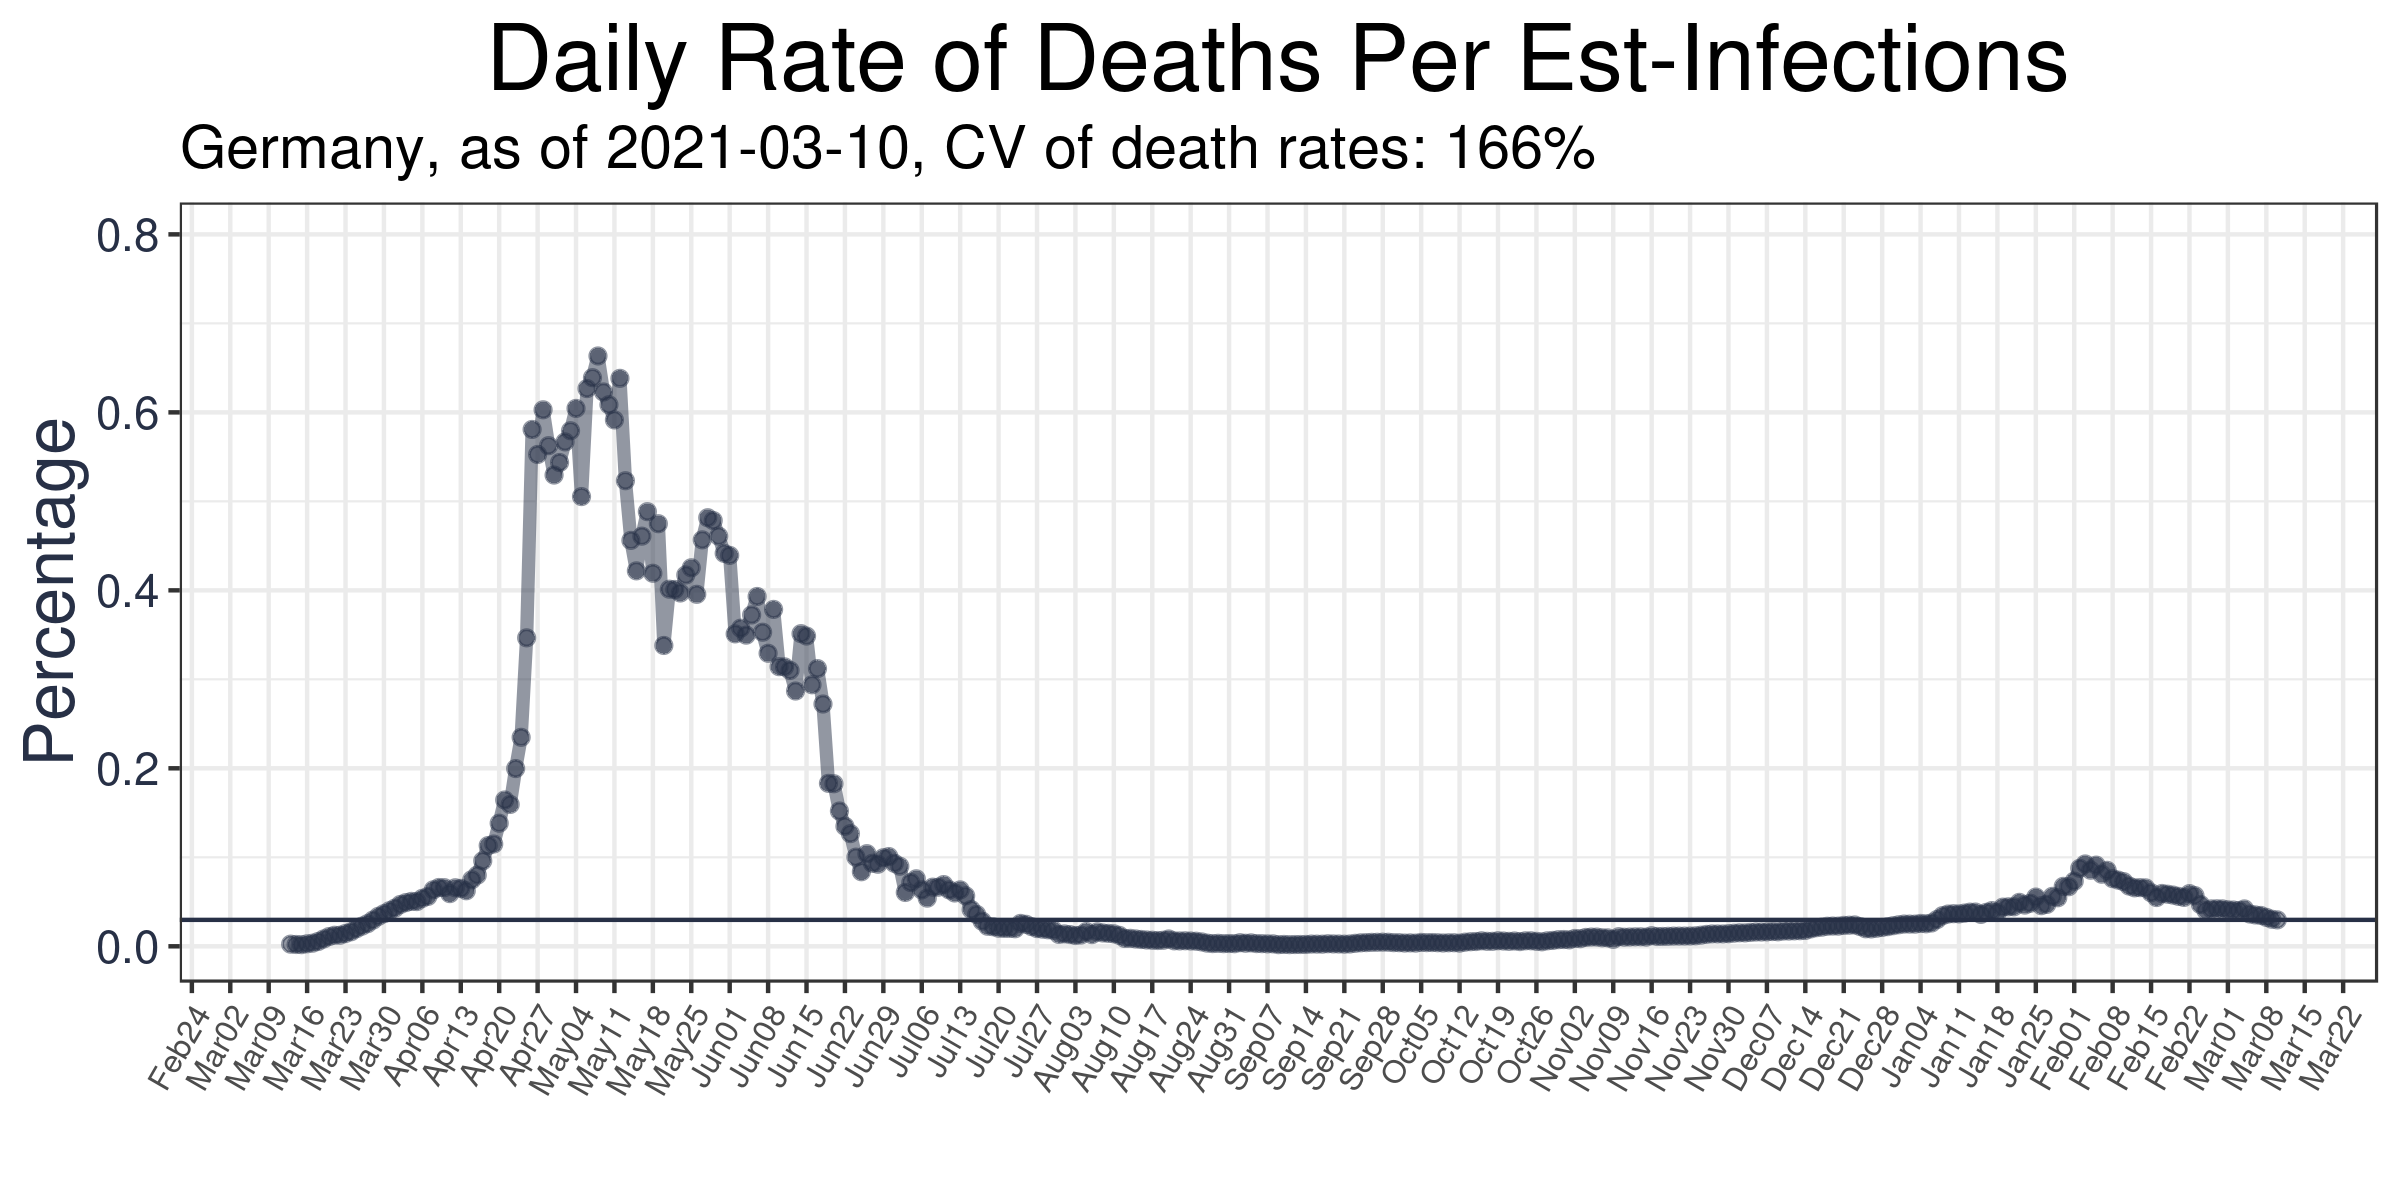 Daily Rate of Deaths Per Est-Infections
Germany, as of 2021-03-10, CV of death rates: 166%
Percentage
0.8
0.6
0.4
0.2
0.0
Feb24 Mar02 Mar09 Mar16 Mar23 Mar30 Apr06 Apr13 Apr20 Apr27 May04 May11 May18 May25 Jun01 Jun08 Jun15 Jun22 Jun29 Jul06 Jul13 Jul20 Jul27 Aug03 Aug10 Aug17 Aug24 Aug31 Sep07 Sep14 Sep21 Sep28 Oct05 Oct12 Oct19 Oct26 Nov02 Nov09 Nov16 Nov23 Nov30 Dec07 Dec14 Dec21 Dec28 Jan04 Jan11 Jan18 Jan25 Feb01 Feb08 Feb15 Feb22 Mar01 Mar08 Mar15 Mar22